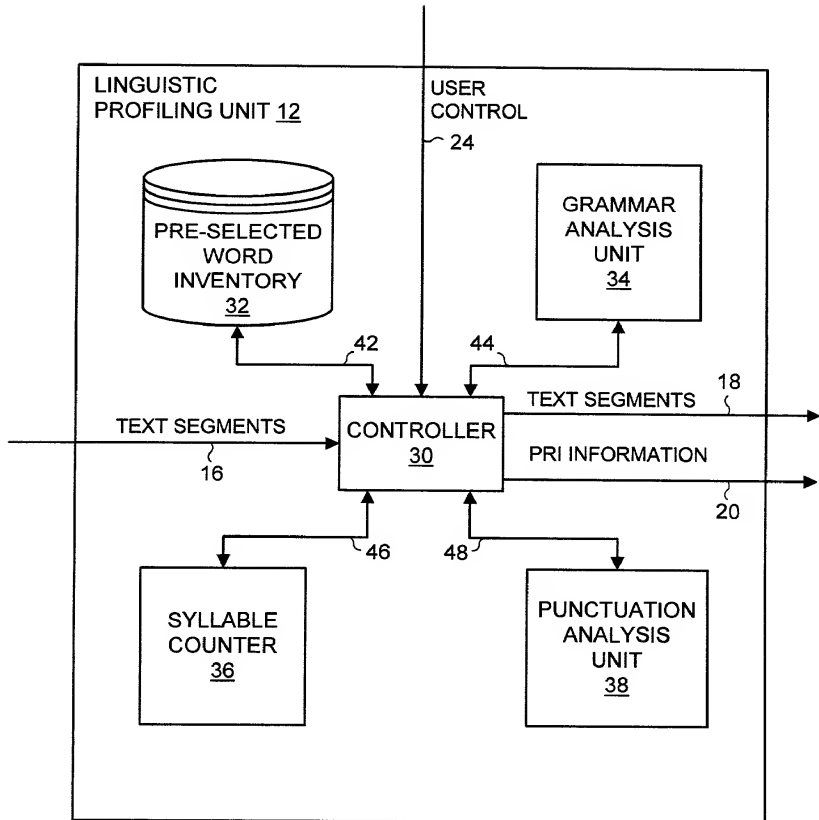 LINGUISTIC
PROFILING UNIT 12
USER
CONTROL
24
PRE-SELECTED
WORD
INVENTORY
32
GRAMMAR
ANALYSIS
UNIT
34
42
44
TEXT SEGMENTS
16
CONTROLLER
30
TEXT SEGMENTS
18
PRI INFORMATION
20
46
48
SYLLABLE
COUNTER
36
PUNCTUATION
ANALYSIS
UNIT
38